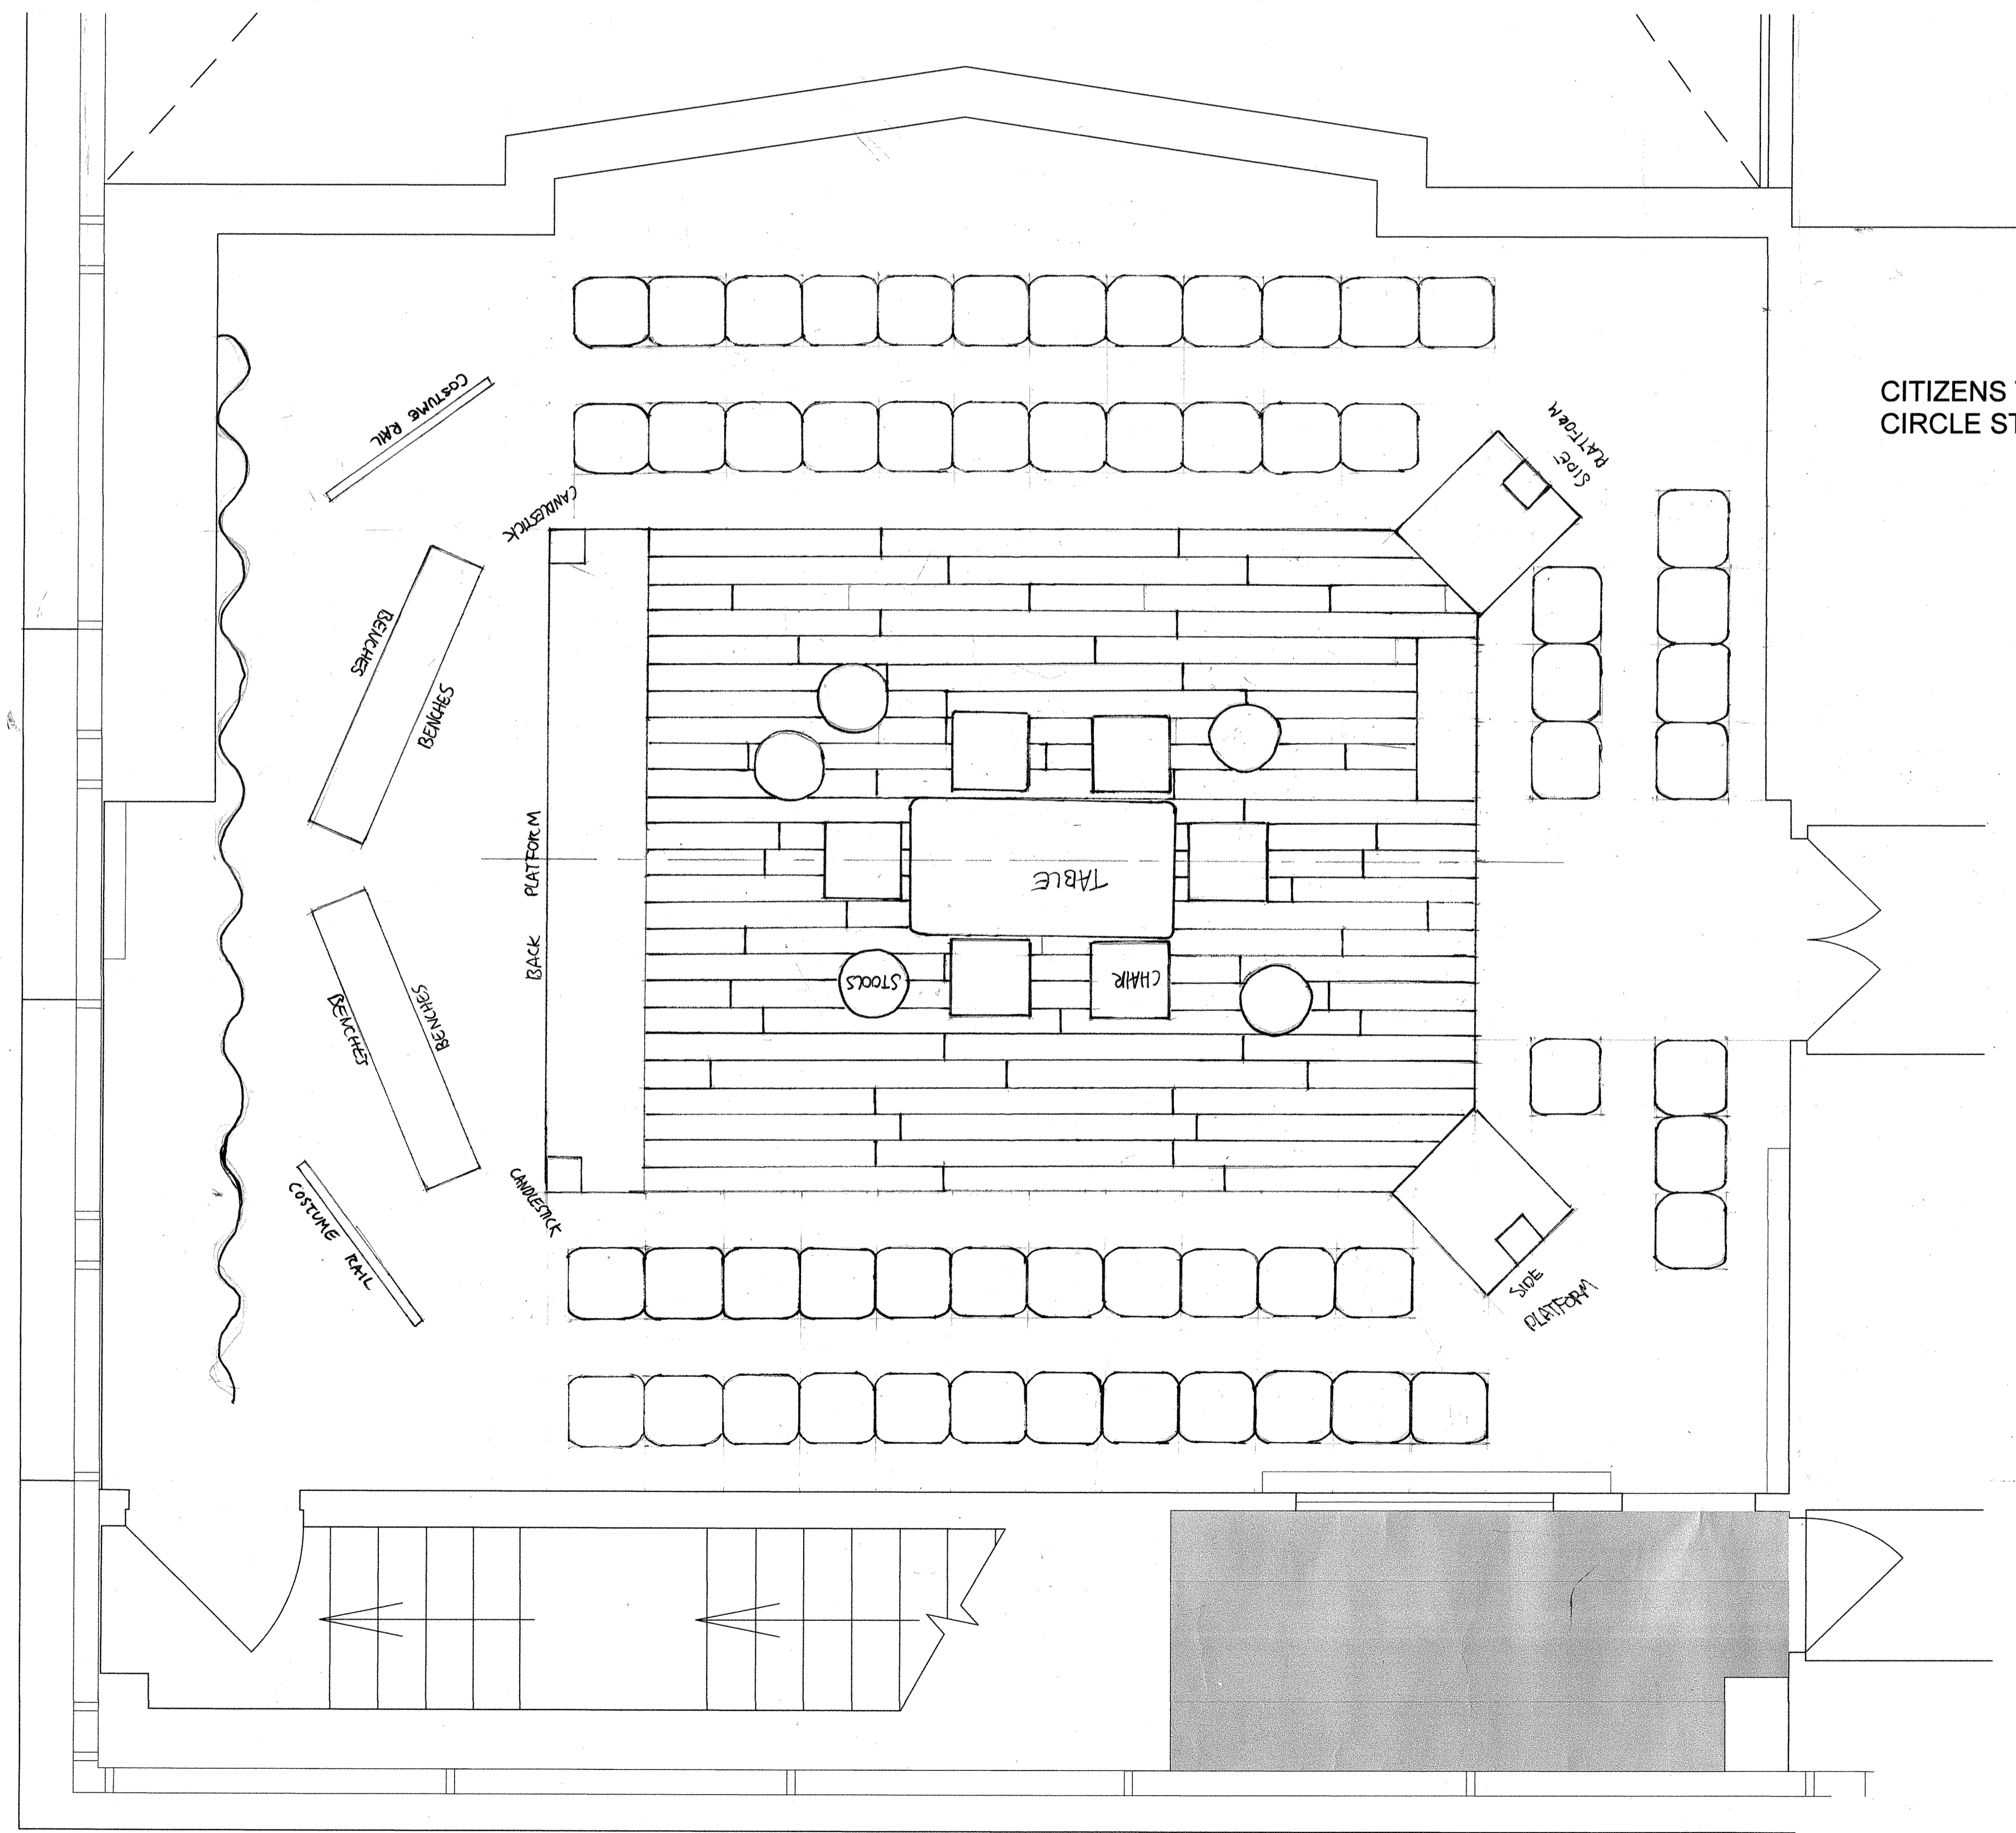 CITIZENS
CIRCLE ST
COSTUME RAIL
SIDE
PLATFORM
CANDLESTICK
BENCHES
BENCHES
BACK PLATFORM
TABLE
STOOLS
CHAIR
BENCHES
BENCHES
CANDLESTICK
COSTUME RAIL
SIDE
PLATFORM